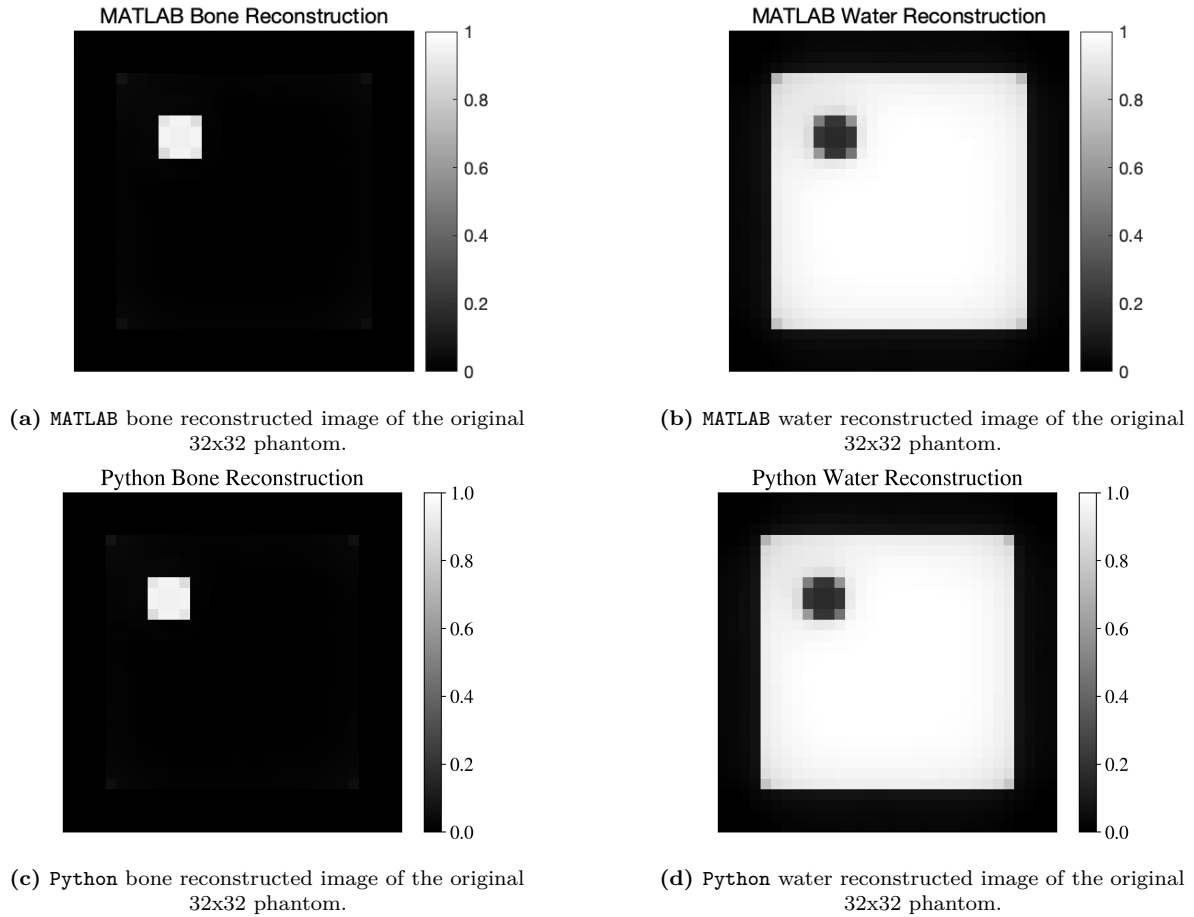 MATLAB Bone Reconstruction
1
0.8
0.6
0.4
0.2
0
(a) MATLAB bone reconstructed image of the original
32x32 phantom.
MATLAB Water Reconstruction
1
0.8
0.6
0.4
0.2
0
(b) MATLAB water reconstructed image of the original
32x32 phantom.
Python Bone Reconstruction
1.0
0.8
0.6
0.4
0.2
0.0
(c) Python bone reconstructed image of the original
32x32 phantom.
Python Water Reconstruction
1.0
0.8
0.6
0.4
0.2
0.0
(d) Python water reconstructed image of the original
32x32 phantom.